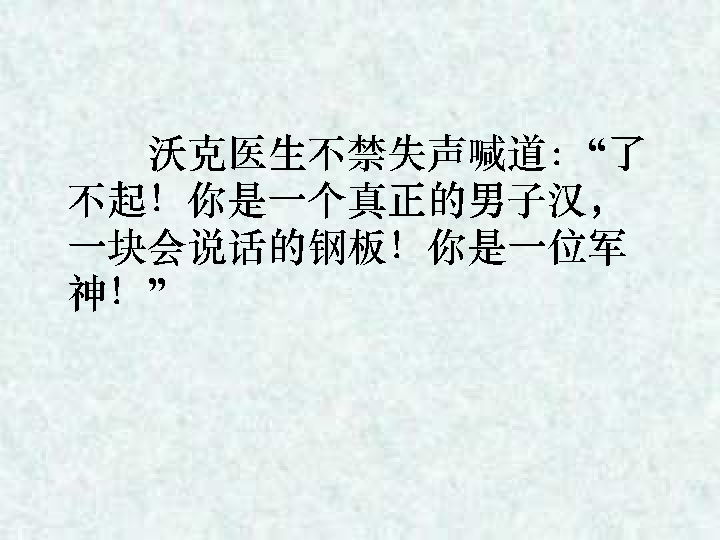 沃克医生不禁失声喊道：“了
不起！你是一个真正的男子汉，
一块会说话的钢板！你是一位军
神！”